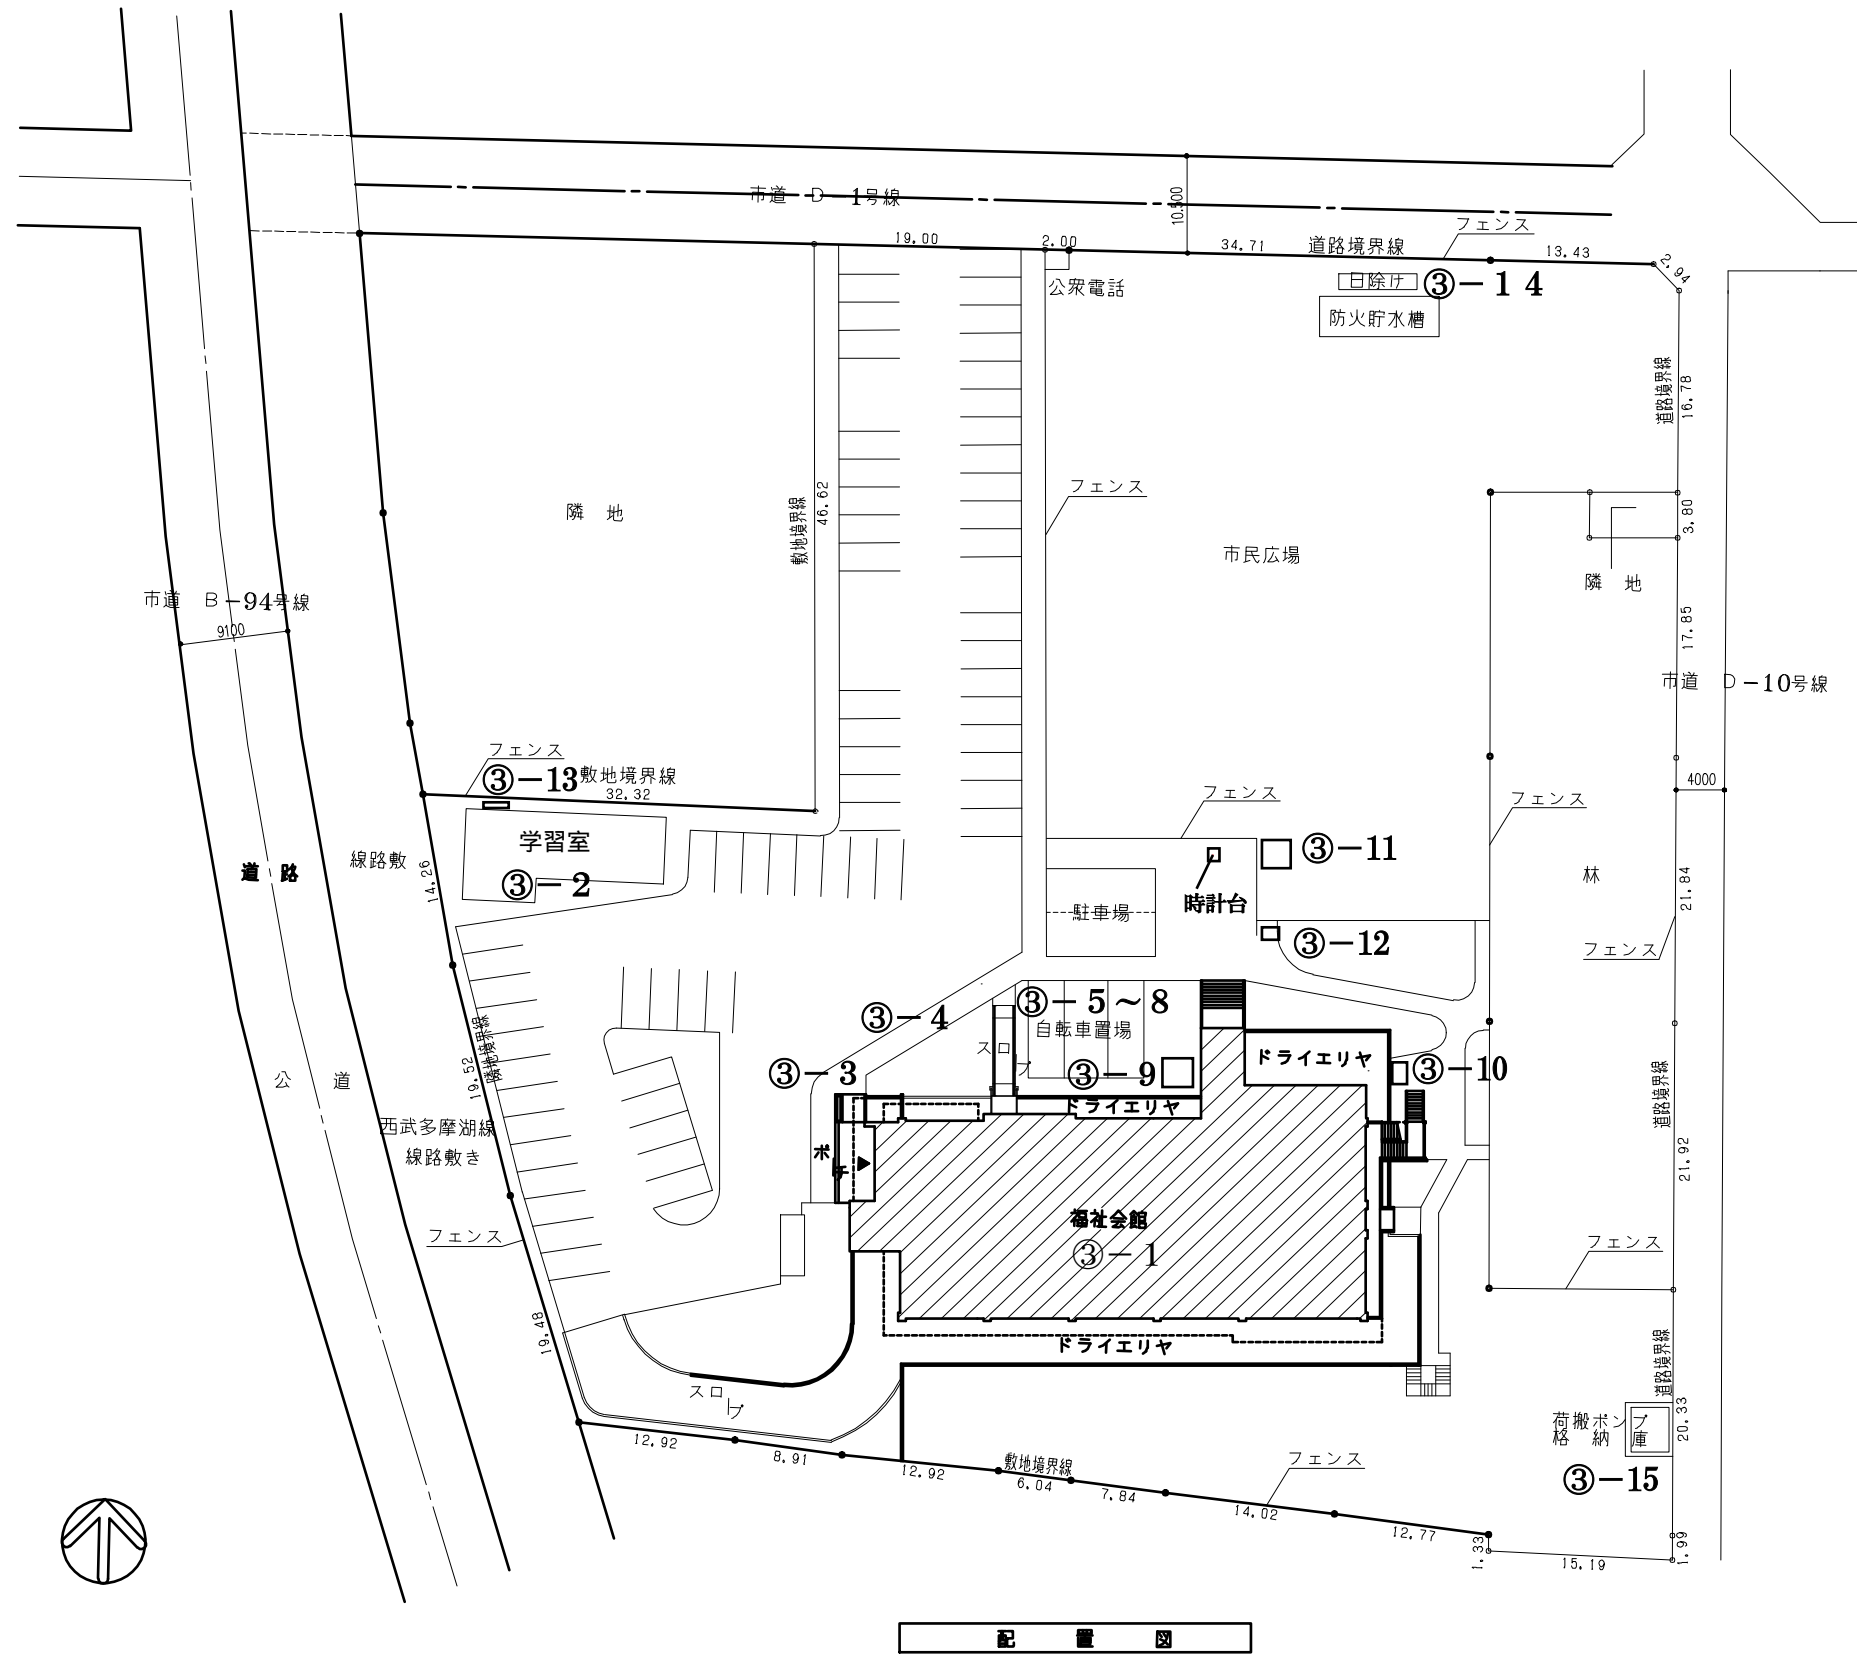 市道 D－1号線
10.500
フェンス
19.00
2.00
34.71
道路境界線
13.43
2.94
公衆電話
日除け
③－14
防火貯水槽
道路境界線
16.78
隣 地
敷地境界線
46.62
フェンス
市民広場
3.80
隣 地
市道 B－94号線
9100
17.85
市道 D－10号線
フェンス
③－13
敷地境界線
32.32
4000
フェンス
フェンス
学習室
③－2
道 路
線路敷
14.26
③－11
時計台
駐車場
林
21.84
フェンス
③－12
③－4
③－5～8
自転車置場
スロープ
③－3
③－9
ドライエリヤ
③－10
19.52
隣地境界線
公 道
ドライエリヤ
道路境界線
西武多摩湖線
線路敷き
ポーチ
21.92
福祉会館
③－1
フェンス
フェンス
19.48
ドライエリヤ
道路境界線
スロープ
20.33
荷搬ポンプ
格 納 庫
12.92
8.91
12.92
敷地境界線
6.04
7.84
フェンス
14.02
12.77
③－15
1.33
15.19
1.99
配 置 図